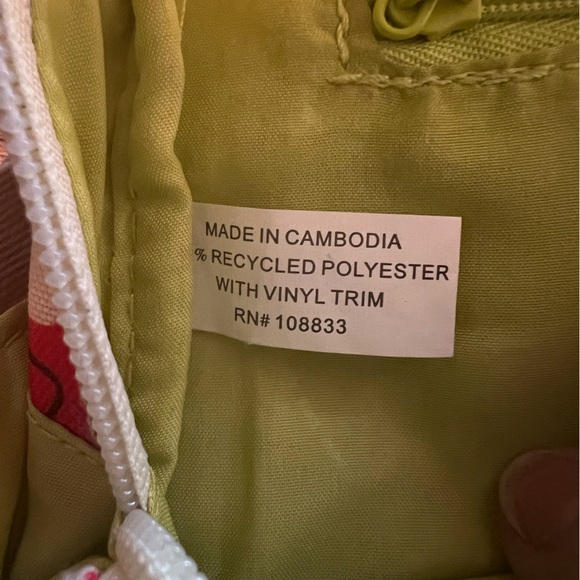 MADE IN CAMBODIA
% RECYCLED POLYESTER
WITH VINYL TRIM
RN# 108833